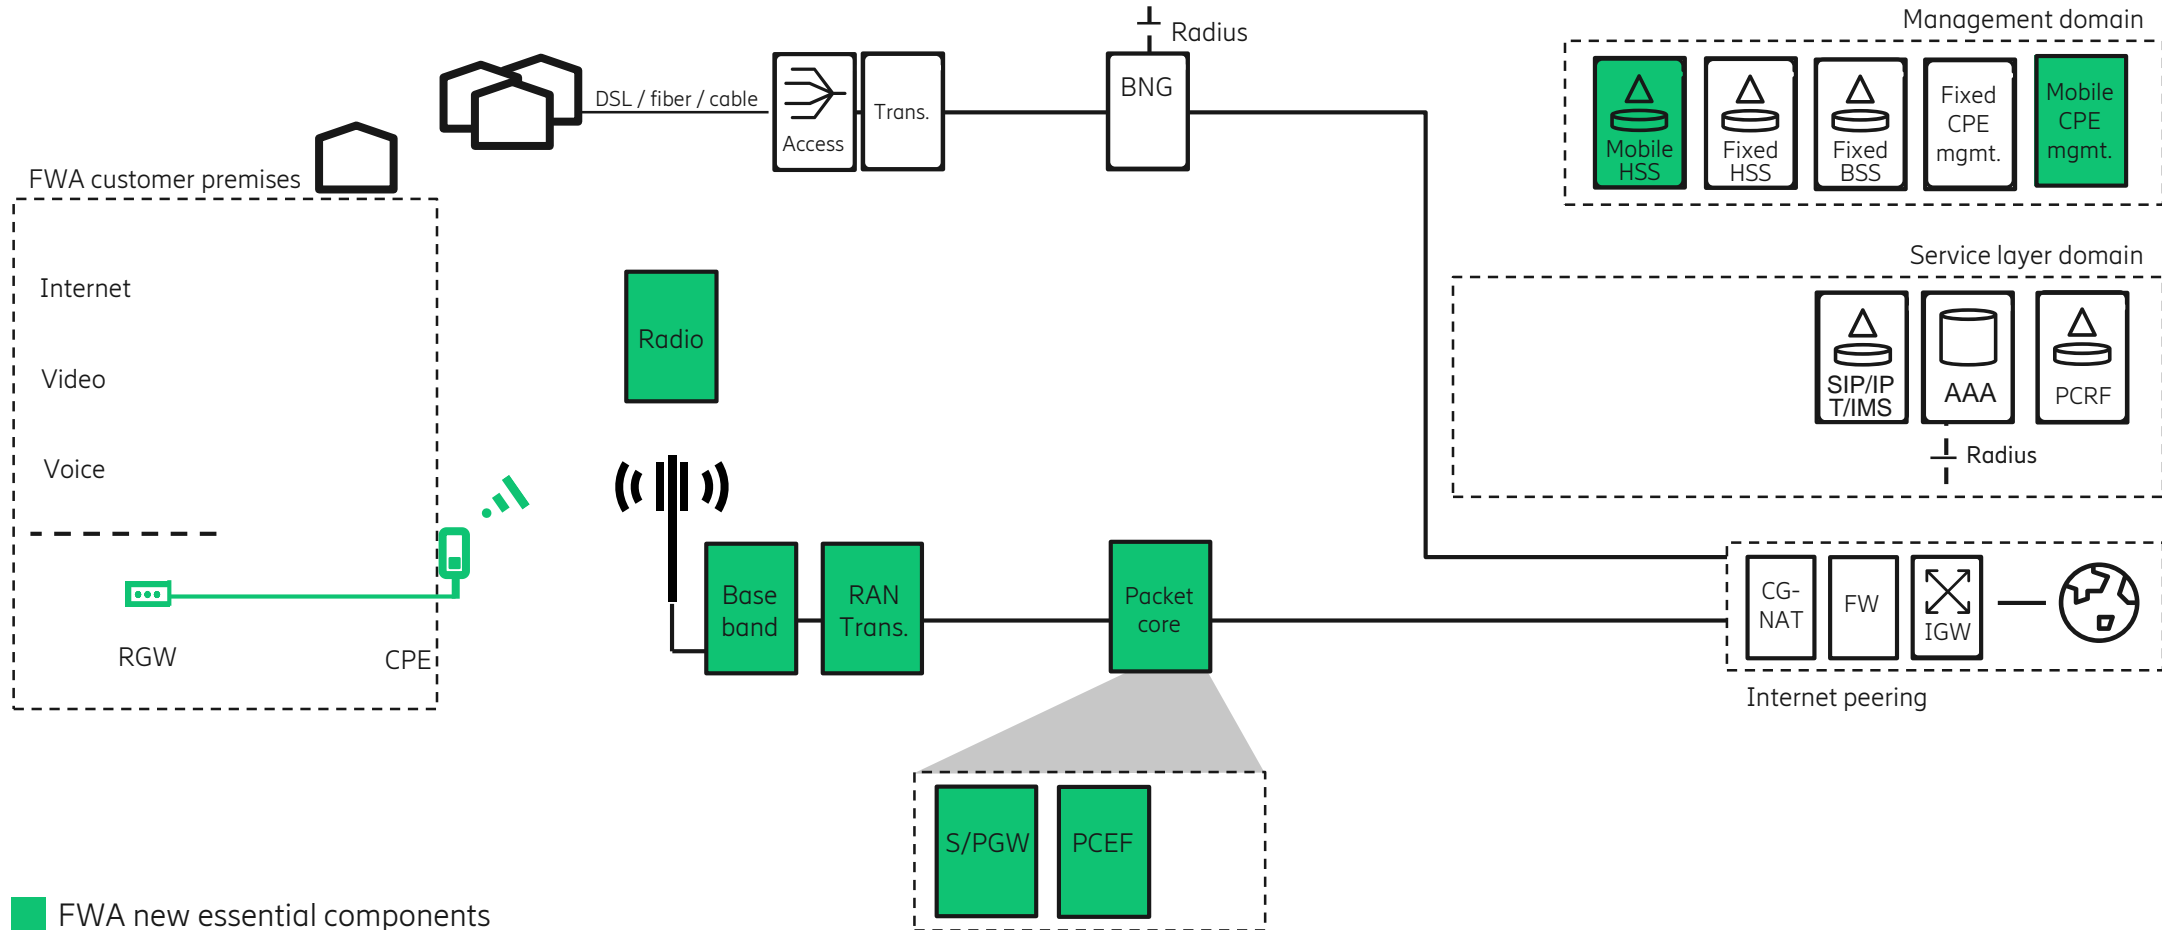 Radius
Management domain
DSL / fiber / cable
Access
Trans.
BNG
Mobile
HSS
Fixed
HSS
Fixed
BSS
Fixed
CPE
mgmt.
Mobile
CPE
mgmt.
FWA customer premises
Internet
Video
Voice
RGW
CPE
Radio
Service layer domain
SIP/IP
T/IMS
AAA
PCRF
Radius
Base
band
RAN
Trans.
Packet
core
CG-
NAT
FW
IGW
Internet peering
S/PGW
PCEF
FWA new essential components